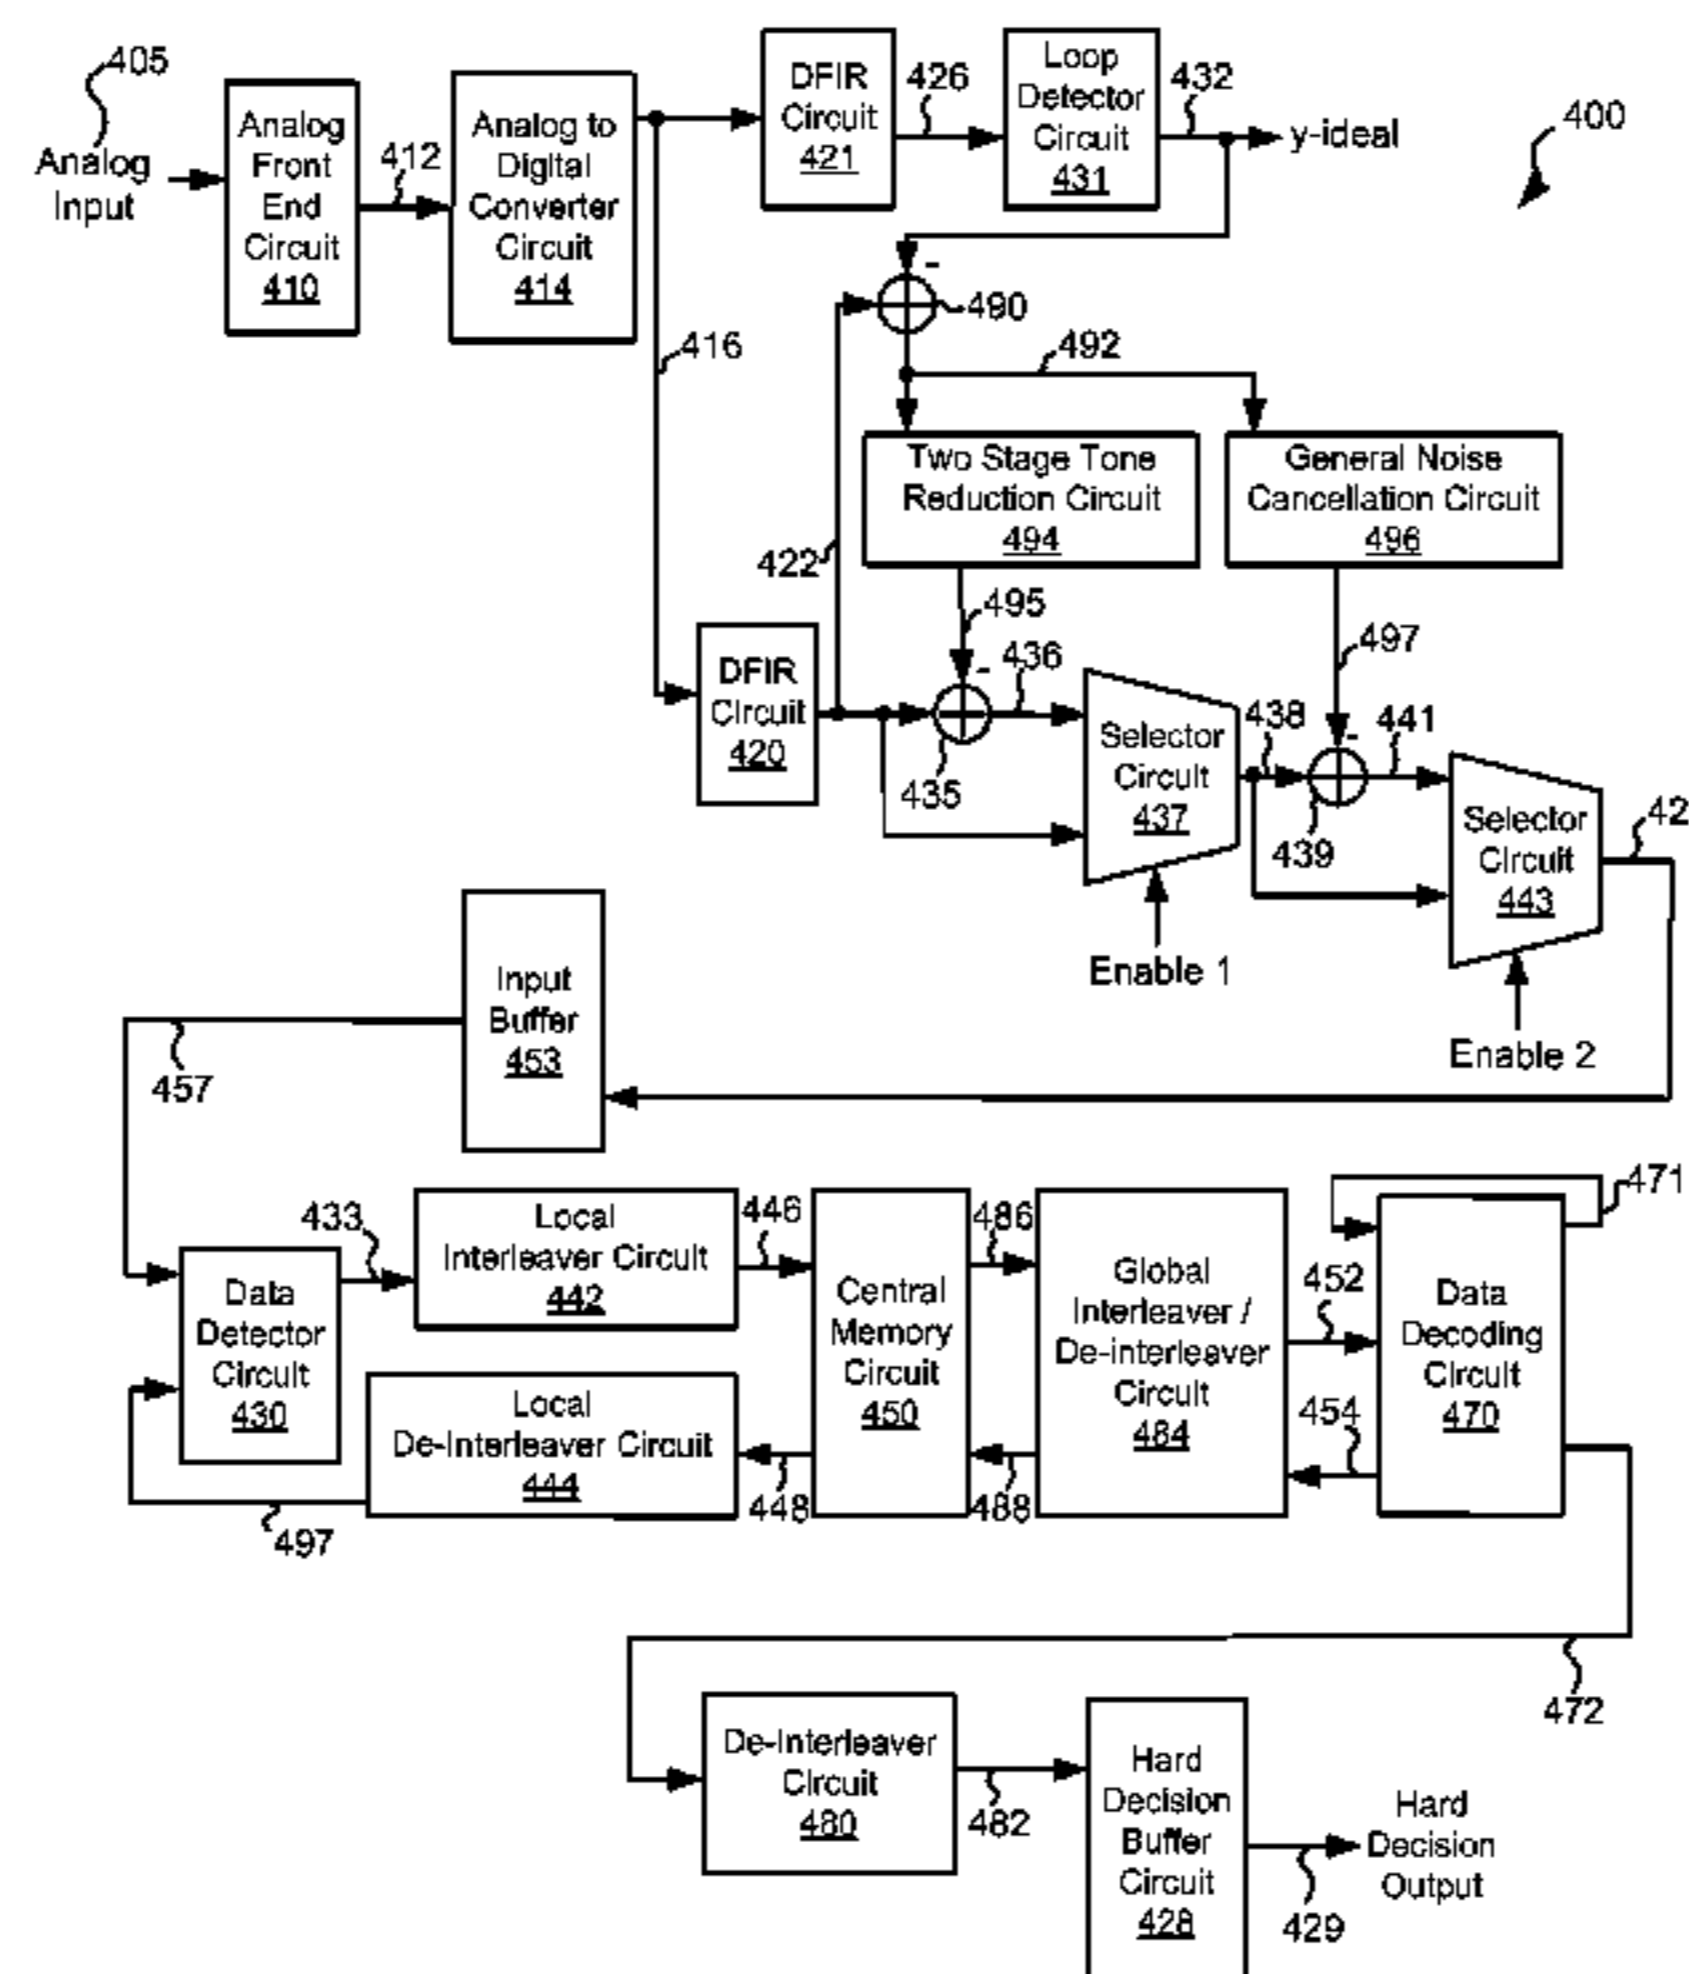 405
Analog
Input
Analog
Front
End
Circuit
410
412
Analog to
Digital
Converter
Circuit
414
416
DFIR
Circuit
421
426
Loop
Detector
Circuit
431
432
y-ideal
400
-
490
492
Two Stage Tone
Reduction Circuit
494
General Noise
Cancellation Circuit
496
422
495
497
DFIR
Circuit
420
-
435
436
Selector
Circuit
437
Enable 1
438
-
439
441
Selector
Circuit
443
Enable 2
42
Input
Buffer
453
457
Data
Detector
Circuit
430
433
Local
Interleaver Circuit
442
446
Local
De-Interleaver Circuit
444
448
497
Central
Memory
Circuit
450
486
488
Global
Interleaver /
De-interleaver
Circuit
484
452
454
Data
Decoding
Circuit
470
471
472
De-Interleaver
Circuit
480
482
Hard
Decision
Buffer
Circuit
428
429
Hard
Decision
Output